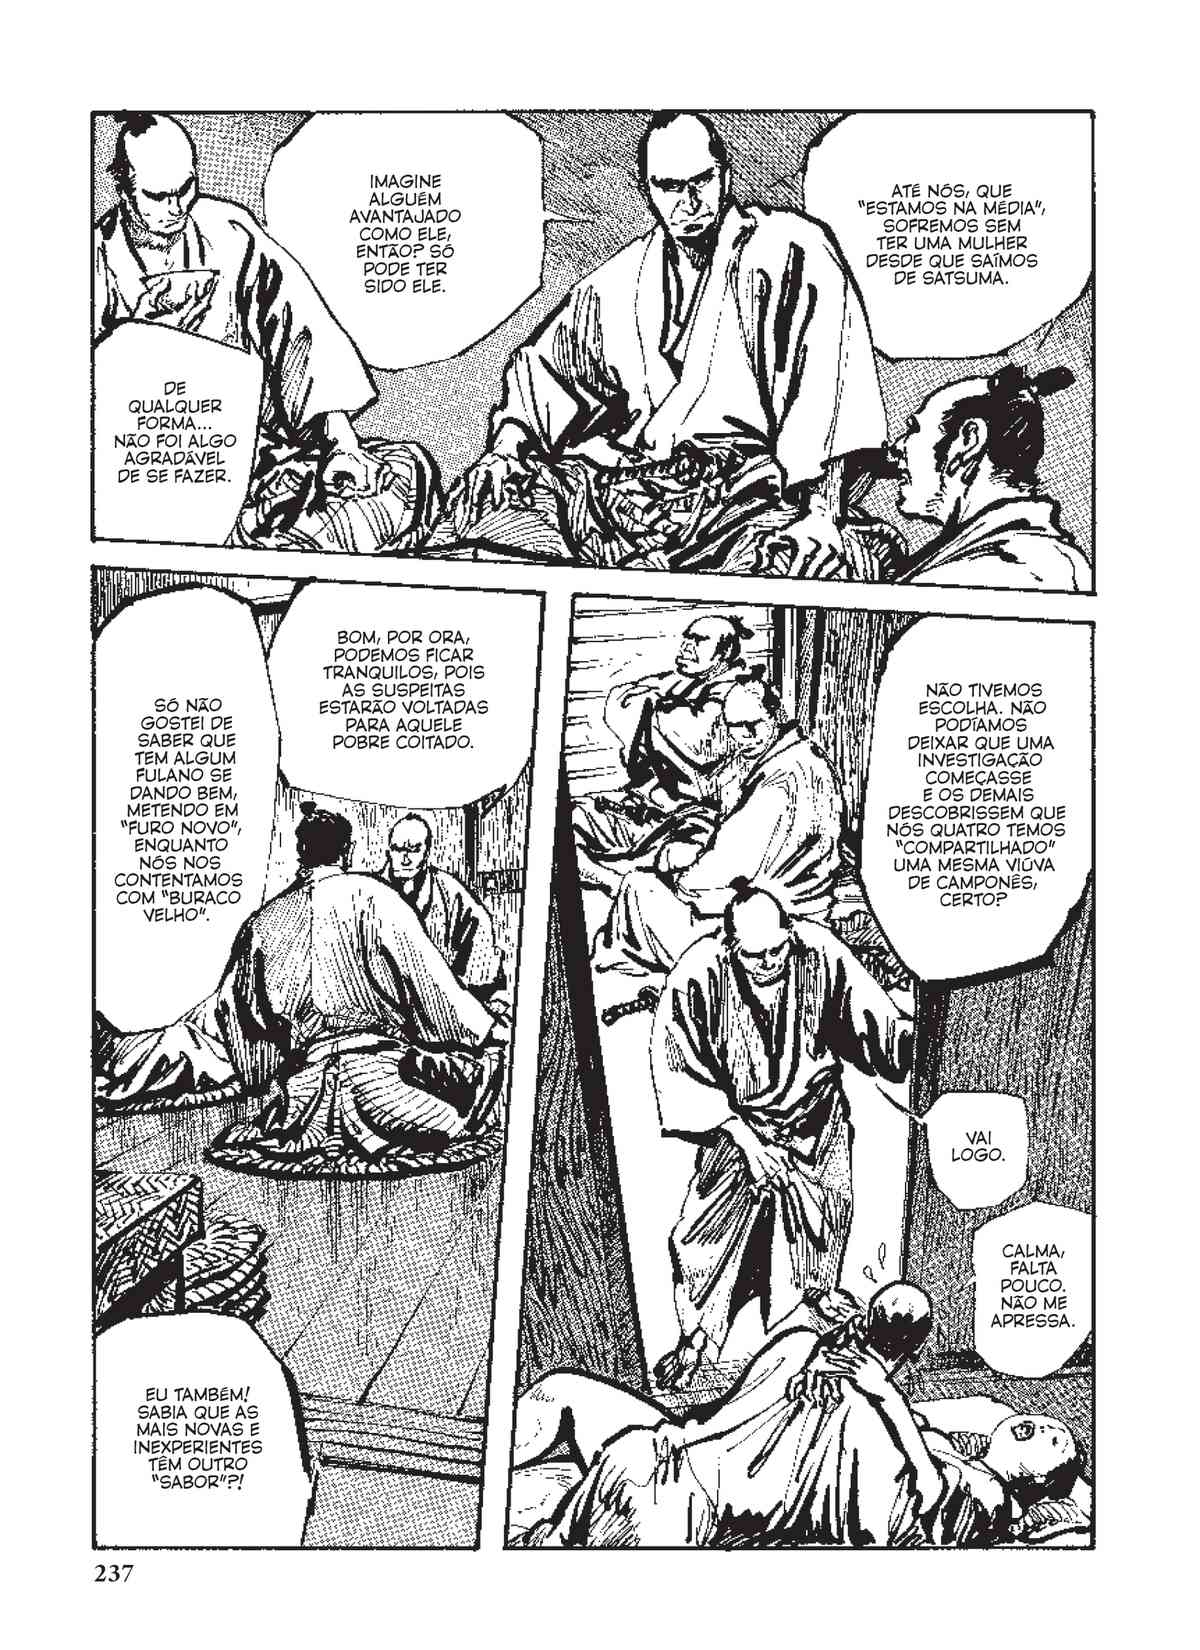 ATÉ NÓS, QUE
"ESTAMOS NA MÉDIA",
SOFREMOS SEM
TER UMA MULHER
DESDE QUE SAÍMOS
DE SATSUMA.
IMAGINE
ALGUÉM
AVANTAJADO
COMO ELE,
ENTÃO? SÓ
PODE TER
SIDO ELE.
DE
QUALQUER
FORMA...
NÃO FOI ALGO
AGRADÁVEL
DE SE FAZER.
NÃO TIVEMOS
ESCOLHA. NÃO
PODÍAMOS
DEIXAR QUE UMA
INVESTIGAÇÃO
COMEÇASSE
E OS DEMAIS
DESCOBRISSEM QUE
NÓS QUATRO TEMOS
"COMPARTILHADO"
UMA MESMA VIÚVA
DE CAMPONÊS,
CERTO?
VAI
LOGO.
CALMA,
FALTA
POUCO.
NÃO ME
APRESSA.
BOM, POR ORA,
PODEMOS FICAR
TRANQUILOS, POIS
AS SUSPEITAS
ESTARÃO VOLTADAS
PARA AQUELE
POBRE COITADO.
SÓ NÃO
GOSTEI DE
SABER QUE
TEM ALGUM
FULANO SE
DANDO BEM,
METENDO EM
"FURO NOVO",
ENQUANTO
NÓS NOS
CONTENTAMOS
COM "BURACO
VELHO".
EU TAMBÉM!
SABIA QUE AS
MAIS NOVAS E
INEXPERIENTES
TÊM OUTRO
"SABOR"?!
237